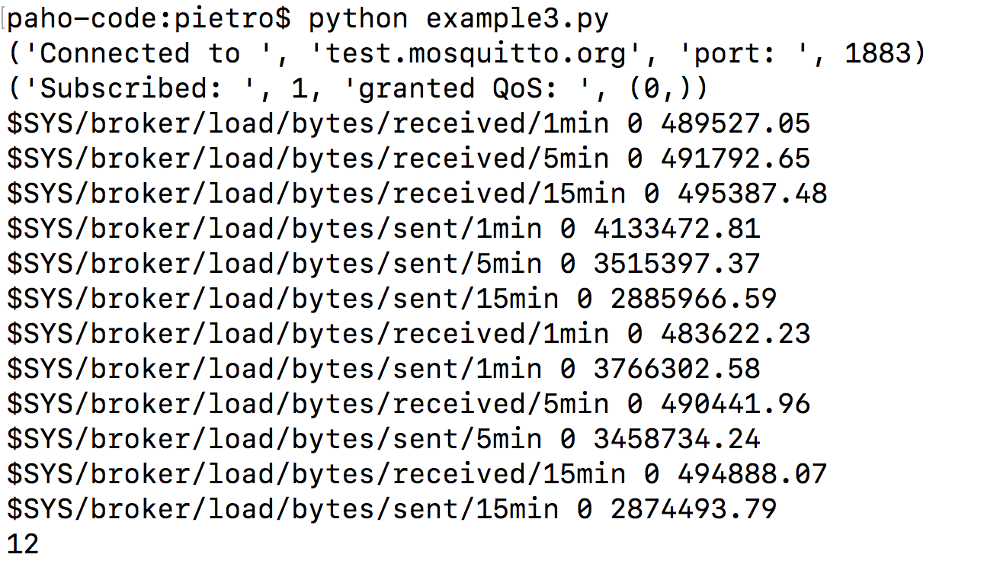 [paho-code:pietro$ python example3.py
('Connected to ', 'test.mosquitto.org', 'port: ', 1883)
('Subscribed: ', 1, 'granted QoS: ', (0,))
$SYS/broker/load/bytes/received/1min 0 489527.05
$SYS/broker/load/bytes/received/5min 0 491792.65
$SYS/broker/load/bytes/received/15min 0 495387.48
$SYS/broker/load/bytes/sent/1min 0 4133472.81
$SYS/broker/load/bytes/sent/5min 0 3515397.37
$SYS/broker/load/bytes/sent/15min 0 2885966.59
$SYS/broker/load/bytes/received/1min 0 483622.23
$SYS/broker/load/bytes/sent/1min 0 3766302.58
$SYS/broker/load/bytes/received/5min 0 490441.96
$SYS/broker/load/bytes/sent/5min 0 3458734.24
$SYS/broker/load/bytes/received/15min 0 494888.07
$SYS/broker/load/bytes/sent/15min 0 2874493.79
12